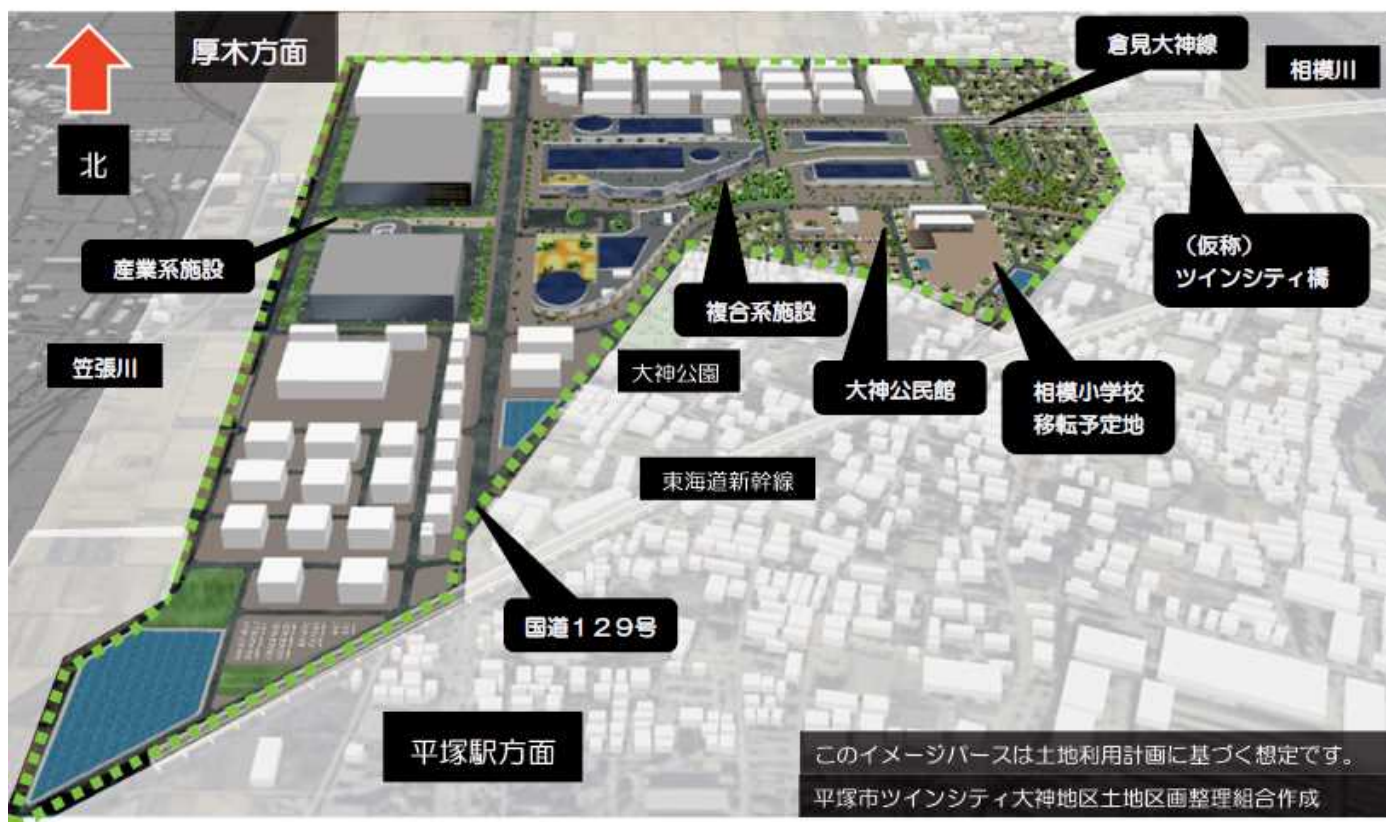 厚木方面
倉見大神線
相模川
北
産業系施設
(仮称)
ツインシティ橋
複合系施設
笠張川
大神公園
大神公民館
相模小学校
移転予定地
東海道新幹線
国道129号
平塚駅方面
このイメージパースは土地利用計画に基づく想定です。
平塚市ツインシティ大神地区土地区画整理組合作成